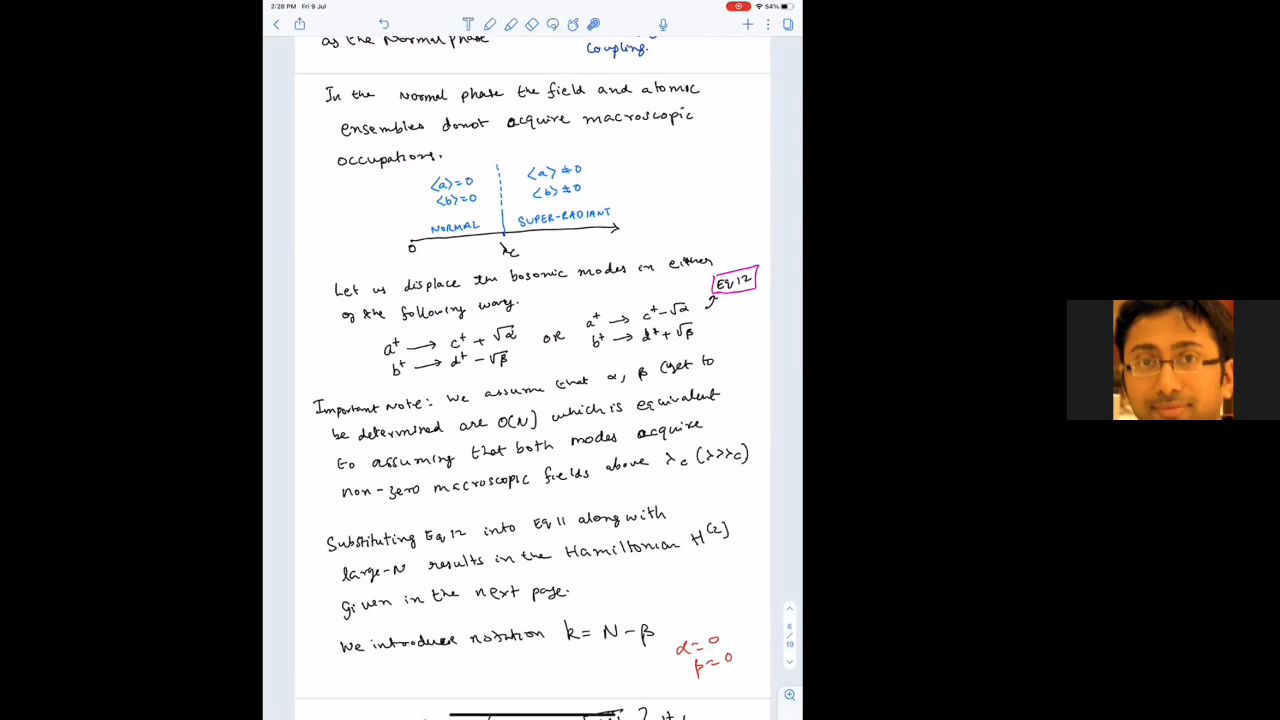 2:28 PM Fri 9 Jul
54%
as the Normal phase
coupling.
In the Normal phase the field and atomic
ensembles donot acquire macroscopic
occupations.
⟨a⟩=0
⟨b⟩=0
⟨a⟩≠0
⟨b⟩≠0
NORMAL
SUPER-RADIANT
0
λc
Let us displace the bosonic modes in either
of the following way.
Eq 12
a† → c† + √α OR a† → c† - √α
b† → d† - √β b† → d† + √β
Important Note: We assume that α, β (yet to
be determined are O(N) which is equivalent
to assuming that both modes acquire
non-zero macroscopic fields above λc (λ>λc)
Substituting Eq 12 into Eq 11 along with
large-N results in the Hamiltonian H^(2)
given in the next page.
We introduce notation k = N - β
α=0
β=0
8
/
19